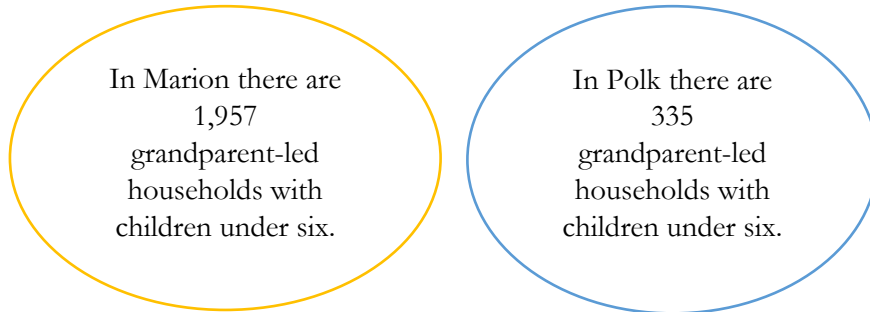 In Marion there are
1,957
grandparent-led
households with
children under six.
In Polk there are
335
grandparent-led
households with
children under six.